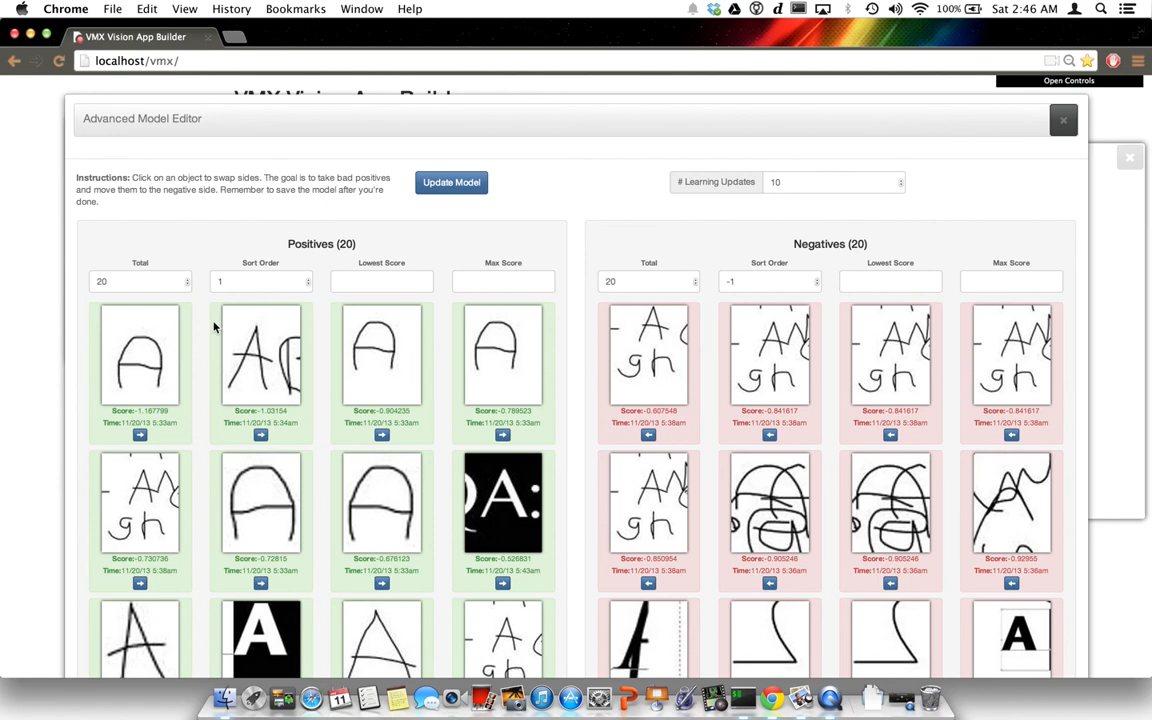 Chrome File Edit View History Bookmarks Window Help 100% Sat 2:46 AM
VMX Vision App Builder
localhost/vmx/
Open Controls
Advanced Model Editor
Instructions: Click on an object to swap sides. The goal is to take bad positives
and move them to the negative side. Remember to save the model after you're
done.
Update Model
# Learning Updates 10
Positives (20)
Total Sort Order Lowest Score Max Score
20 1
A A A A
Score:-1.167799 Score:-1.03154 Score:-0.904235 Score:-0.789523
Time:11/20/13 5:33am Time:11/20/13 5:34am Time:11/20/13 5:33am Time:11/20/13 5:33am
gh A A QA:
Score:-0.730736 Score:-0.72815 Score:-0.676123 Score:-0.526831
Time:11/20/13 5:38am Time:11/20/13 5:33am Time:11/20/13 5:33am Time:11/20/13 5:43am
A A A A
Negatives (20)
Total Sort Order Lowest Score Max Score
20 -1
A
gh gh gh gh
Score:-0.607548 Score:-0.841617 Score:-0.841617 Score:-0.841617
Time:11/20/13 5:38am Time:11/20/13 5:38am Time:11/20/13 5:38am Time:11/20/13 5:38am
gh
Score:-0.850954 Score:-0.905246 Score:-0.905246 Score:-0.92955
Time:11/20/13 5:38am Time:11/20/13 5:36am Time:11/20/13 5:36am Time:11/20/13 5:36am
A